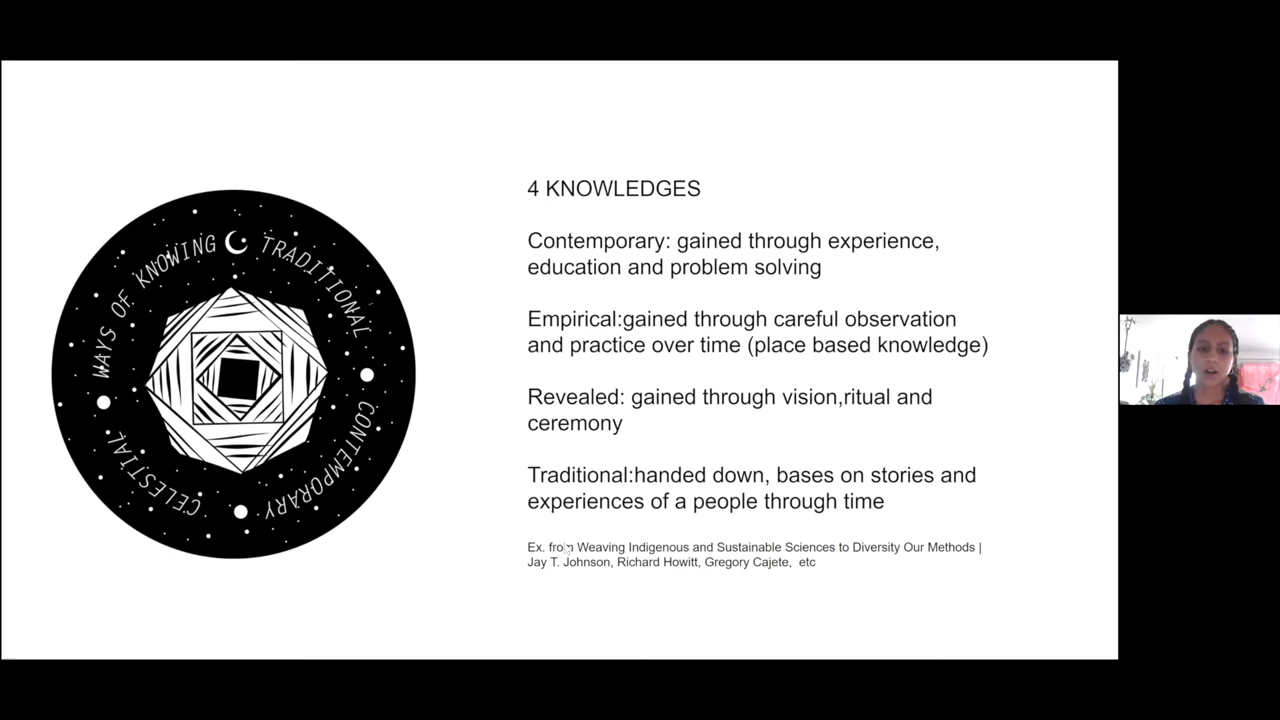 WAYS OF KNOWING
TRADITIONAL
CONTEMPORARY
CELESTIAL
4 KNOWLEDGES
Contemporary: gained through experience,
education and problem solving
Empirical:gained through careful observation
and practice over time (place based knowledge)
Revealed: gained through vision,ritual and
ceremony
Traditional:handed down, bases on stories and
experiences of a people through time
Ex. from Weaving Indigenous and Sustainable Sciences to Diversity Our Methods |
Jay T. Johnson, Richard Howitt, Gregory Cajete,  etc